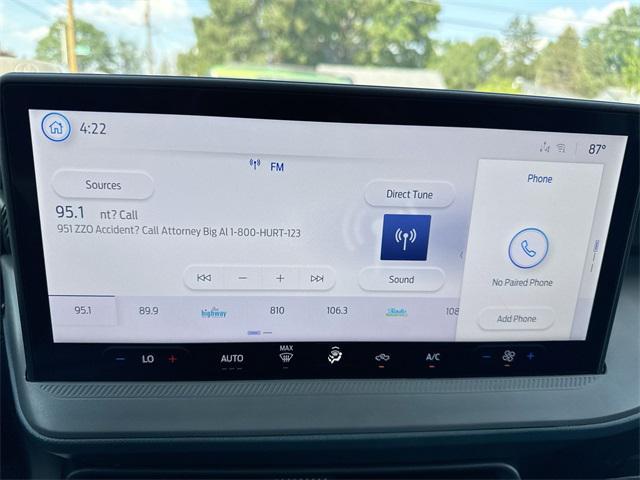 4:22
87°
FM
Phone
Sources
Direct Tune
95.1 nt? Call
951 ZZO Accident? Call Attorney Big Al 1-800-HURT-123
Sound
No Paired Phone
Add Phone
95.1 89.9 highway 810 106.3 108
LO AUTO MAX A/C